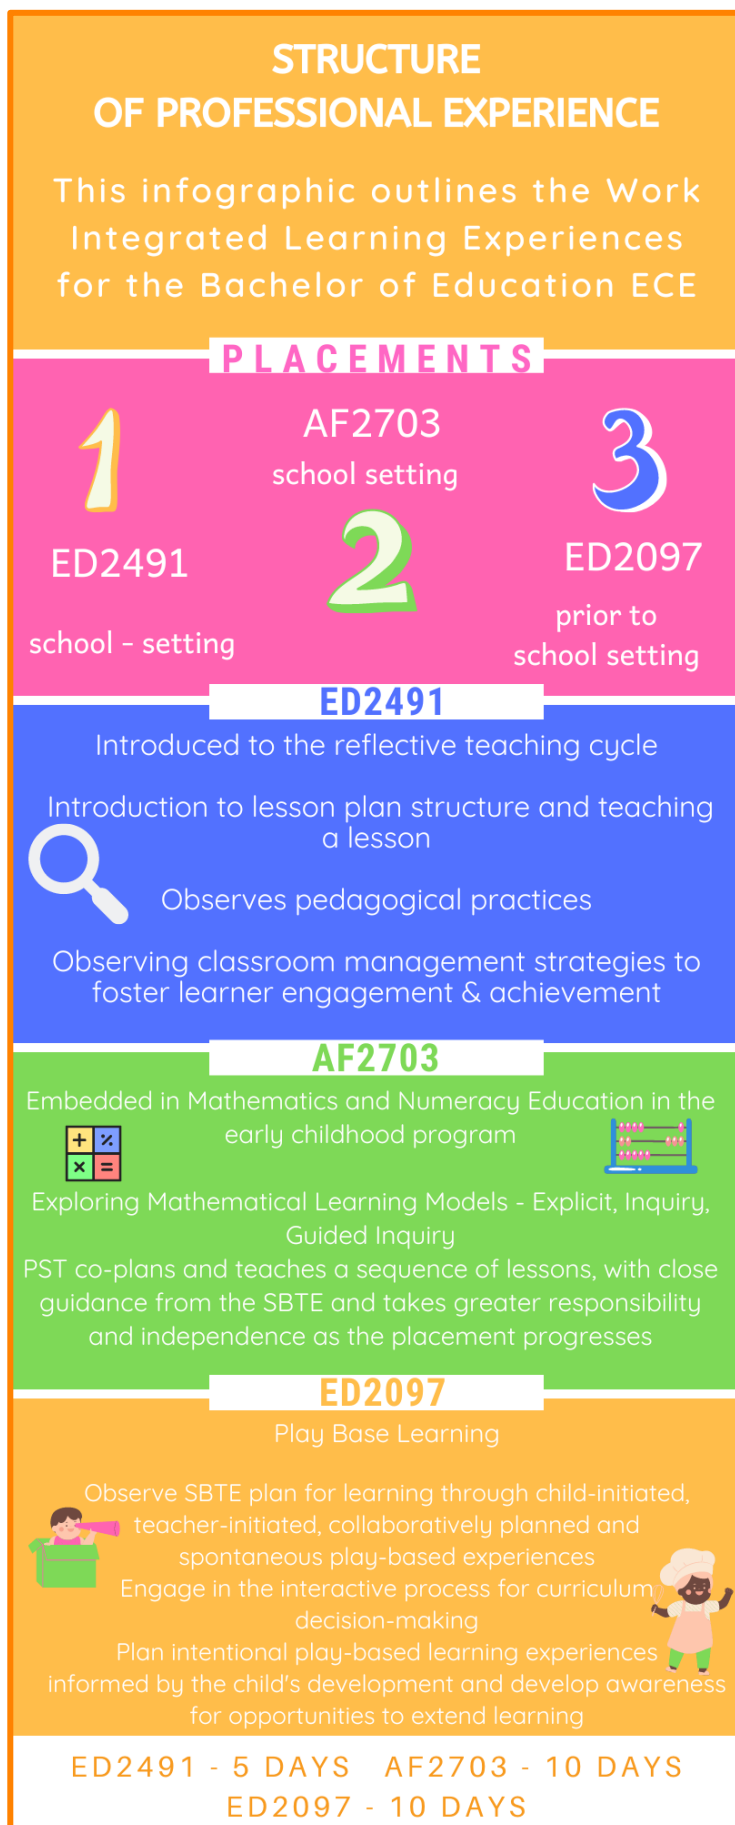 STRUCTURE
OF PROFESSIONAL EXPERIENCE
This infographic outlines the Work
Integrated Learning Experiences
for the Bachelor of Education ECE
PLACEMENTS
1
ED2491
school - setting
AF2703
school setting
2
3
ED2097
prior to
school setting
ED2491
Introduced to the reflective teaching cycle
Introduction to lesson plan structure and teaching
a lesson
Observes pedagogical practices
Observing classroom management strategies to
foster learner engagement & achievement
AF2703
Embedded in Mathematics and Numeracy Education in the
early childhood program
+ %
× =
Exploring Mathematical Learning Models - Explicit, Inquiry,
Guided Inquiry
PST co-plans and teaches a sequence of lessons, with close
guidance from the SBTE and takes greater responsibility
and independence as the placement progresses
ED2097
Play Base Learning
Observe SBTE plan for learning through child-initiated,
teacher-initiated, collaboratively planned and
spontaneous play-based experiences
Engage in the interactive process for curriculum
decision-making
Plan intentional play-based learning experiences
informed by the child's development and develop awareness
for opportunities to extend learning
ED2491 - 5 DAYS AF2703 - 10 DAYS
ED2097 - 10 DAYS